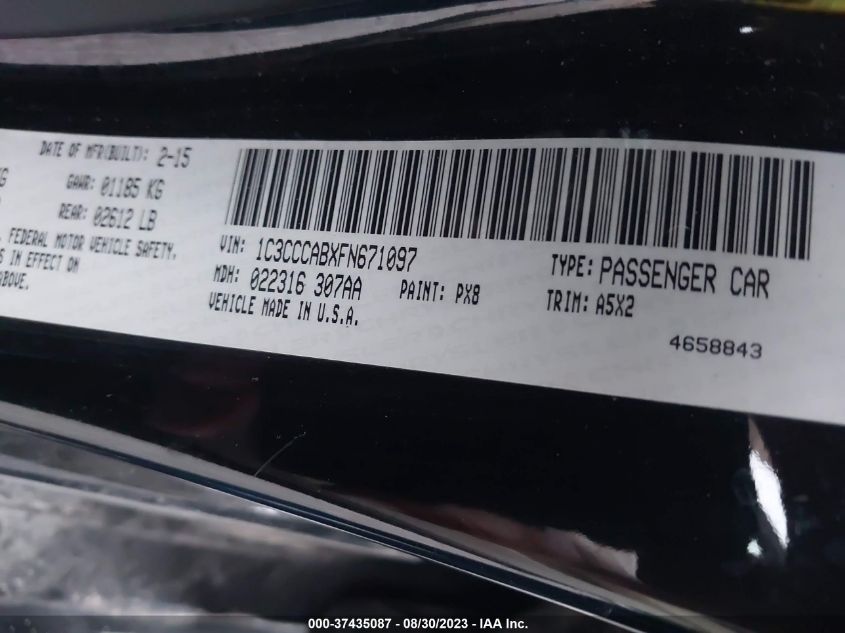 DATE OF MFR(BUILT): 2-15
GAWR: 01185 KG
REAR: 02612 LB
FEDERAL MOTOR VEHICLE SAFETY,
IN EFFECT ON
ABOVE.
VIN: 1C3CCCABXFN671097
TYPE: PASSENGER CAR
MDH: 022316 307AA
PAINT: PX8
TRIM: A5X2
VEHICLE MADE IN U.S.A.
4658843
000-37435087 - 08/30/2023 - IAA Inc.